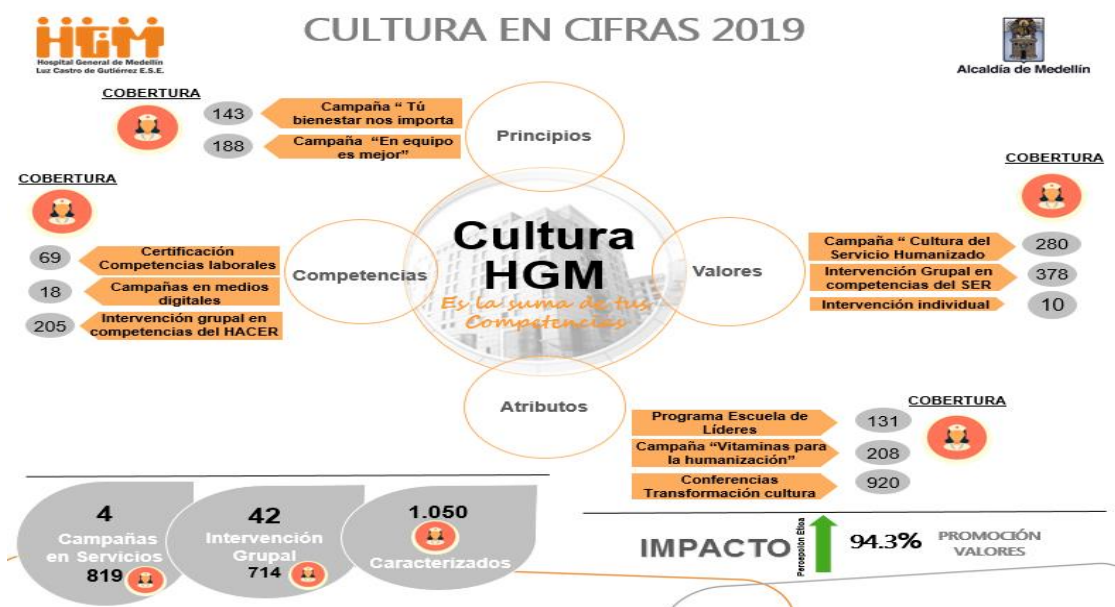 HGM
Hospital General de Medellín
Luz Castro de Gutiérrez E.S.E.
CULTURA EN CIFRAS 2019
Alcaldía de Medellín
COBERTURA
143
Campaña “ Tú
bienestar nos importa
188
Campaña “En equipo
es mejor”
Principios
COBERTURA
69
Certificación
Competencias laborales
18
Campañas en medios
digitales
205
Intervención grupal en
competencias del HACER
Competencias
Cultura
HGM
Es la suma de tus
Competencias
Valores
COBERTURA
Campaña “ Cultura del
Servicio Humanizado
280
Intervención Grupal en
competencias del SER
378
Intervención individual
10
Atributos
COBERTURA
Programa Escuela de
Líderes
131
Campaña “Vitaminas para
la humanización”
208
Conferencias
Transformación cultura
920
4
Campañas
en Servicios
819
42
Intervención
Grupal
714
1.050
Caracterizados
IMPACTO
Percepción Ética
94.3%
PROMOCIÓN
VALORES